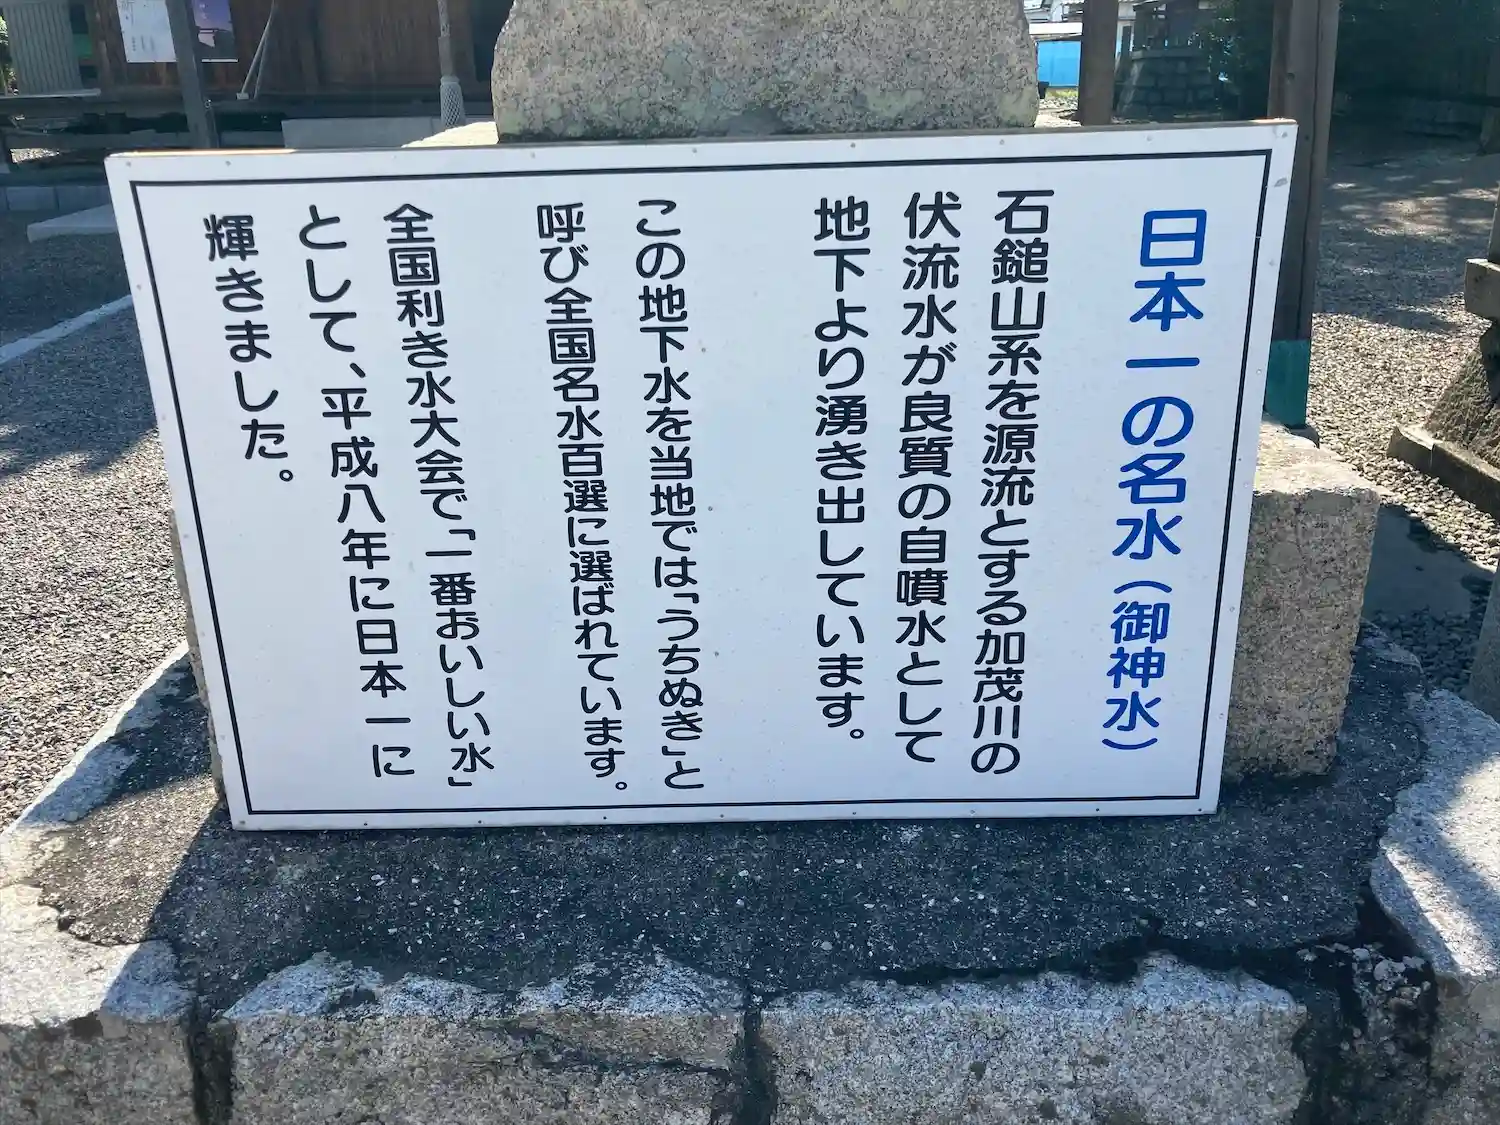 日本一の名水（御神水）
石鎚山系を源流とする加茂川の
伏流水が良質の自噴水として
地下より湧き出しています。
この地下水を当地では「うちぬき」と
呼び全国名水百選に選ばれています。
全国利き水大会で「一番おいしい水」
として、平成八年に日本一に
輝きました。